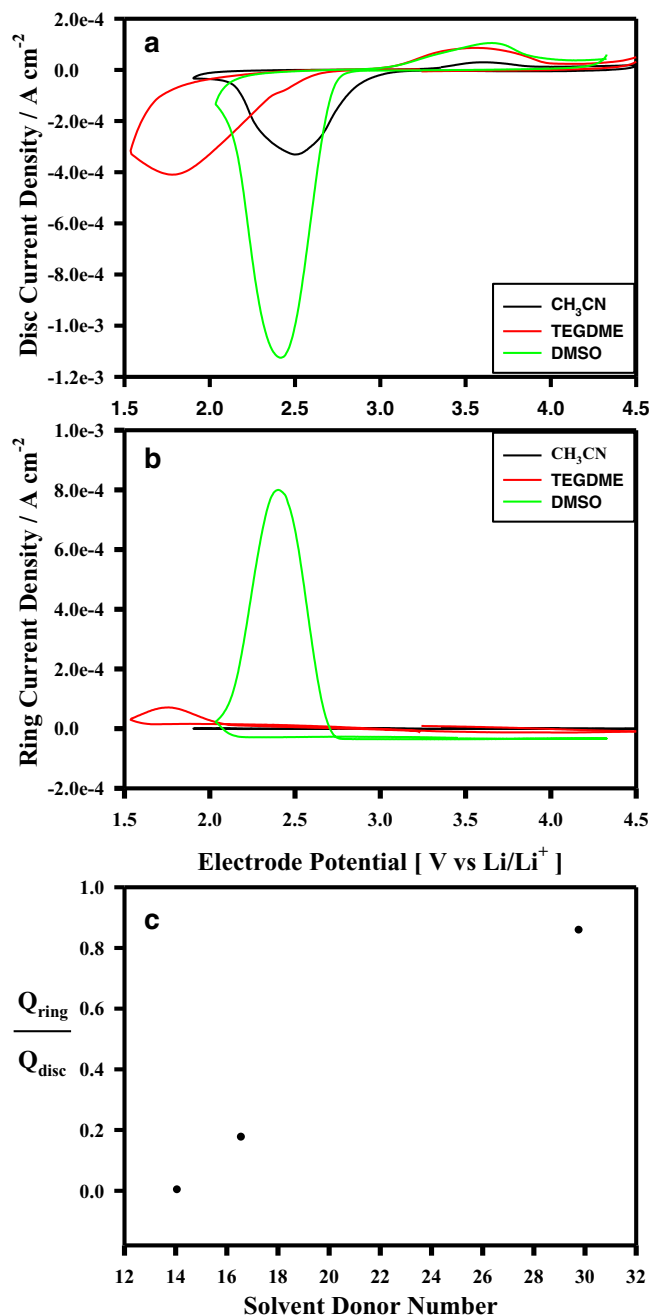 a
Disc Current Density / A cm⁻²
2.0e-4
0.0
-2.0e-4
-4.0e-4
-6.0e-4
-8.0e-4
-1.0e-3
-1.2e-3
CH₃CN
TEGDME
DMSO
1.5 2.0 2.5 3.0 3.5 4.0 4.5
b
Ring Current Density / A cm⁻²
1.0e-3
8.0e-4
6.0e-4
4.0e-4
2.0e-4
0.0
-2.0e-4
CH₃CN
TEGDME
DMSO
1.5 2.0 2.5 3.0 3.5 4.0 4.5
Electrode Potential [ V vs Li/Li⁺ ]
c
Q_ring
Q_disc
1.0
0.8
0.6
0.4
0.2
0.0
12 14 16 18 20 22 24 26 28 30 32
Solvent Donor Number